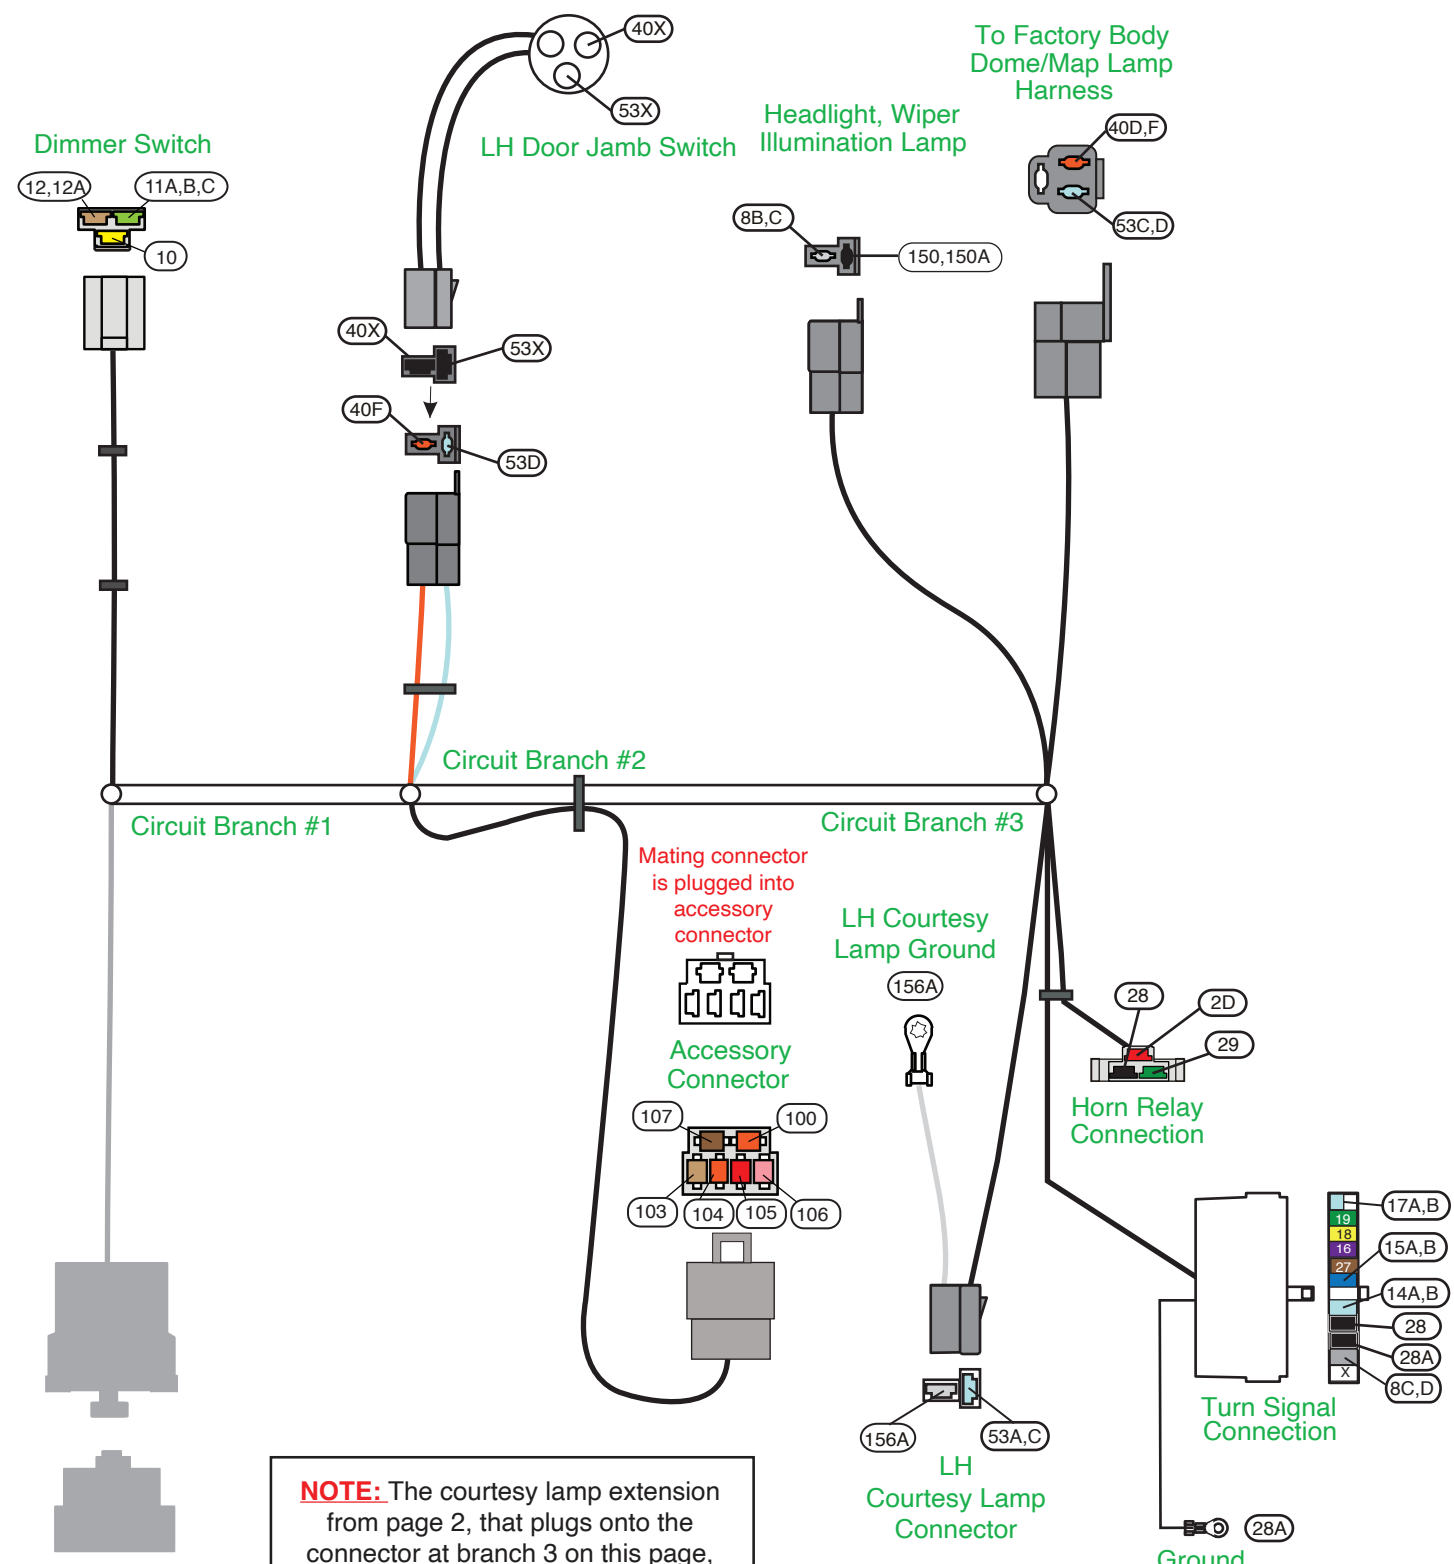 To Factory Body
Dome/Map Lamp
Harness
40X
53X
LH Door Jamb Switch
Headlight, Wiper
Illumination Lamp
40D,F
53C,D
Dimmer Switch
12,12A
11A,B,C
10
8B,C
150,150A
40X
53X
40F
53D
Circuit Branch #2
Circuit Branch #1
Circuit Branch #3
Mating connector
is plugged into
accessory
connector
LH Courtesy
Lamp Ground
156A
28
2D
29
Accessory
Connector
Horn Relay
Connection
107
100
103
104
105
106
17A,B
19
18
16
27
15A,B
14A,B
28
28A
X
8C,D
Turn Signal
Connection
156A
53A,C
LH
Courtesy Lamp
Connector
NOTE: The courtesy lamp extension
from page 2, that plugs onto the
connector at branch 3 on this page,
28A
Ground